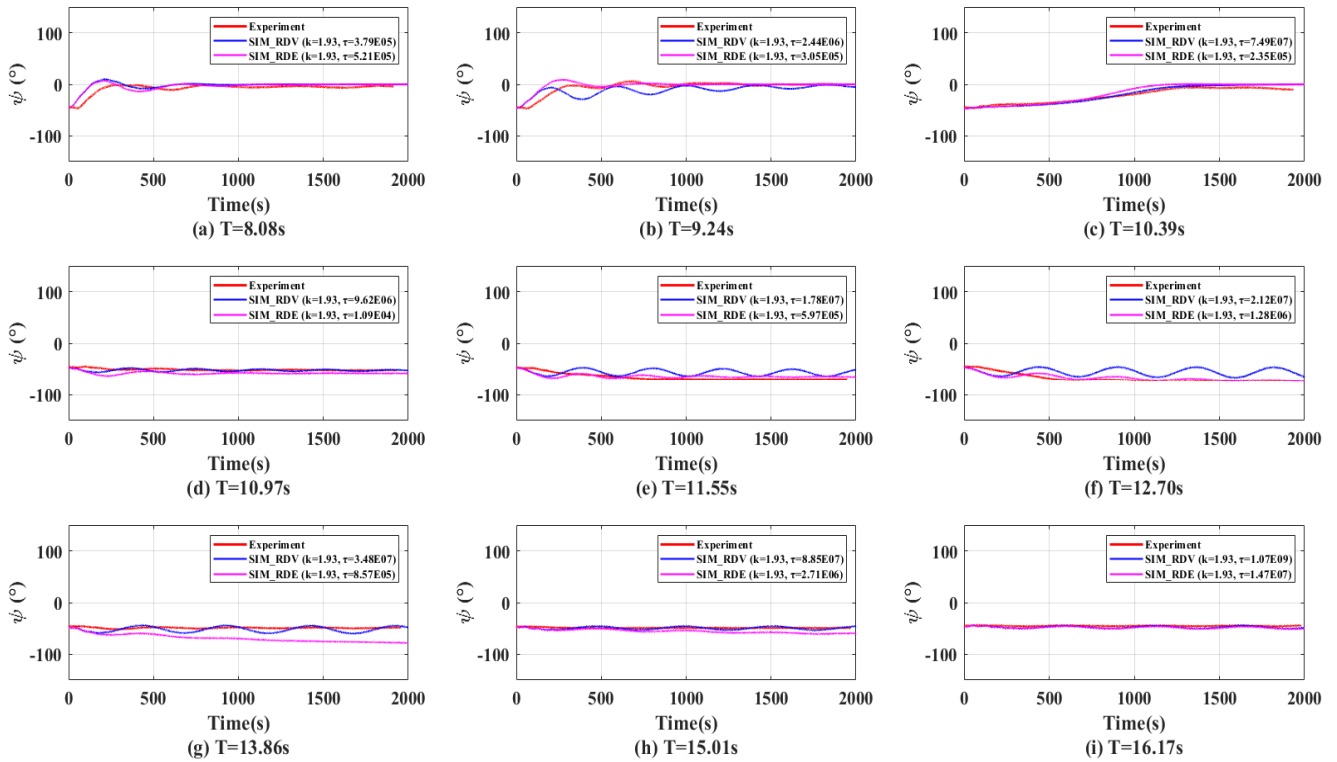 100
0
-100
ψ (°)
Experiment
SIM_RDV (k=1.93, τ=3.79E05)
SIM_RDE (k=1.93, τ=5.21E05)
0 500 1000 1500 2000
Time(s)
(a) T=8.08s
100
0
-100
ψ (°)
Experiment
SIM_RDV (k=1.93, τ=2.44E06)
SIM_RDE (k=1.93, τ=3.05E05)
0 500 1000 1500 2000
Time(s)
(b) T=9.24s
100
0
-100
ψ (°)
Experiment
SIM_RDV (k=1.93, τ=7.49E07)
SIM_RDE (k=1.93, τ=2.35E05)
0 500 1000 1500 2000
Time(s)
(c) T=10.39s
100
0
-100
ψ (°)
Experiment
SIM_RDV (k=1.93, τ=9.62E06)
SIM_RDE (k=1.93, τ=1.09E04)
0 500 1000 1500 2000
Time(s)
(d) T=10.97s
100
0
-100
ψ (°)
Experiment
SIM_RDV (k=1.93, τ=1.78E07)
SIM_RDE (k=1.93, τ=5.97E05)
0 500 1000 1500 2000
Time(s)
(e) T=11.55s
100
0
-100
ψ (°)
Experiment
SIM_RDV (k=1.93, τ=2.12E07)
SIM_RDE (k=1.93, τ=1.28E06)
0 500 1000 1500 2000
Time(s)
(f) T=12.70s
100
0
-100
ψ (°)
Experiment
SIM_RDV (k=1.93, τ=3.48E07)
SIM_RDE (k=1.93, τ=8.57E05)
0 500 1000 1500 2000
Time(s)
(g) T=13.86s
100
0
-100
ψ (°)
Experiment
SIM_RDV (k=1.93, τ=8.85E07)
SIM_RDE (k=1.93, τ=2.71E06)
0 500 1000 1500 2000
Time(s)
(h) T=15.01s
100
0
-100
ψ (°)
Experiment
SIM_RDV (k=1.93, τ=1.07E09)
SIM_RDE (k=1.93, τ=1.47E07)
0 500 1000 1500 2000
Time(s)
(i) T=16.17s